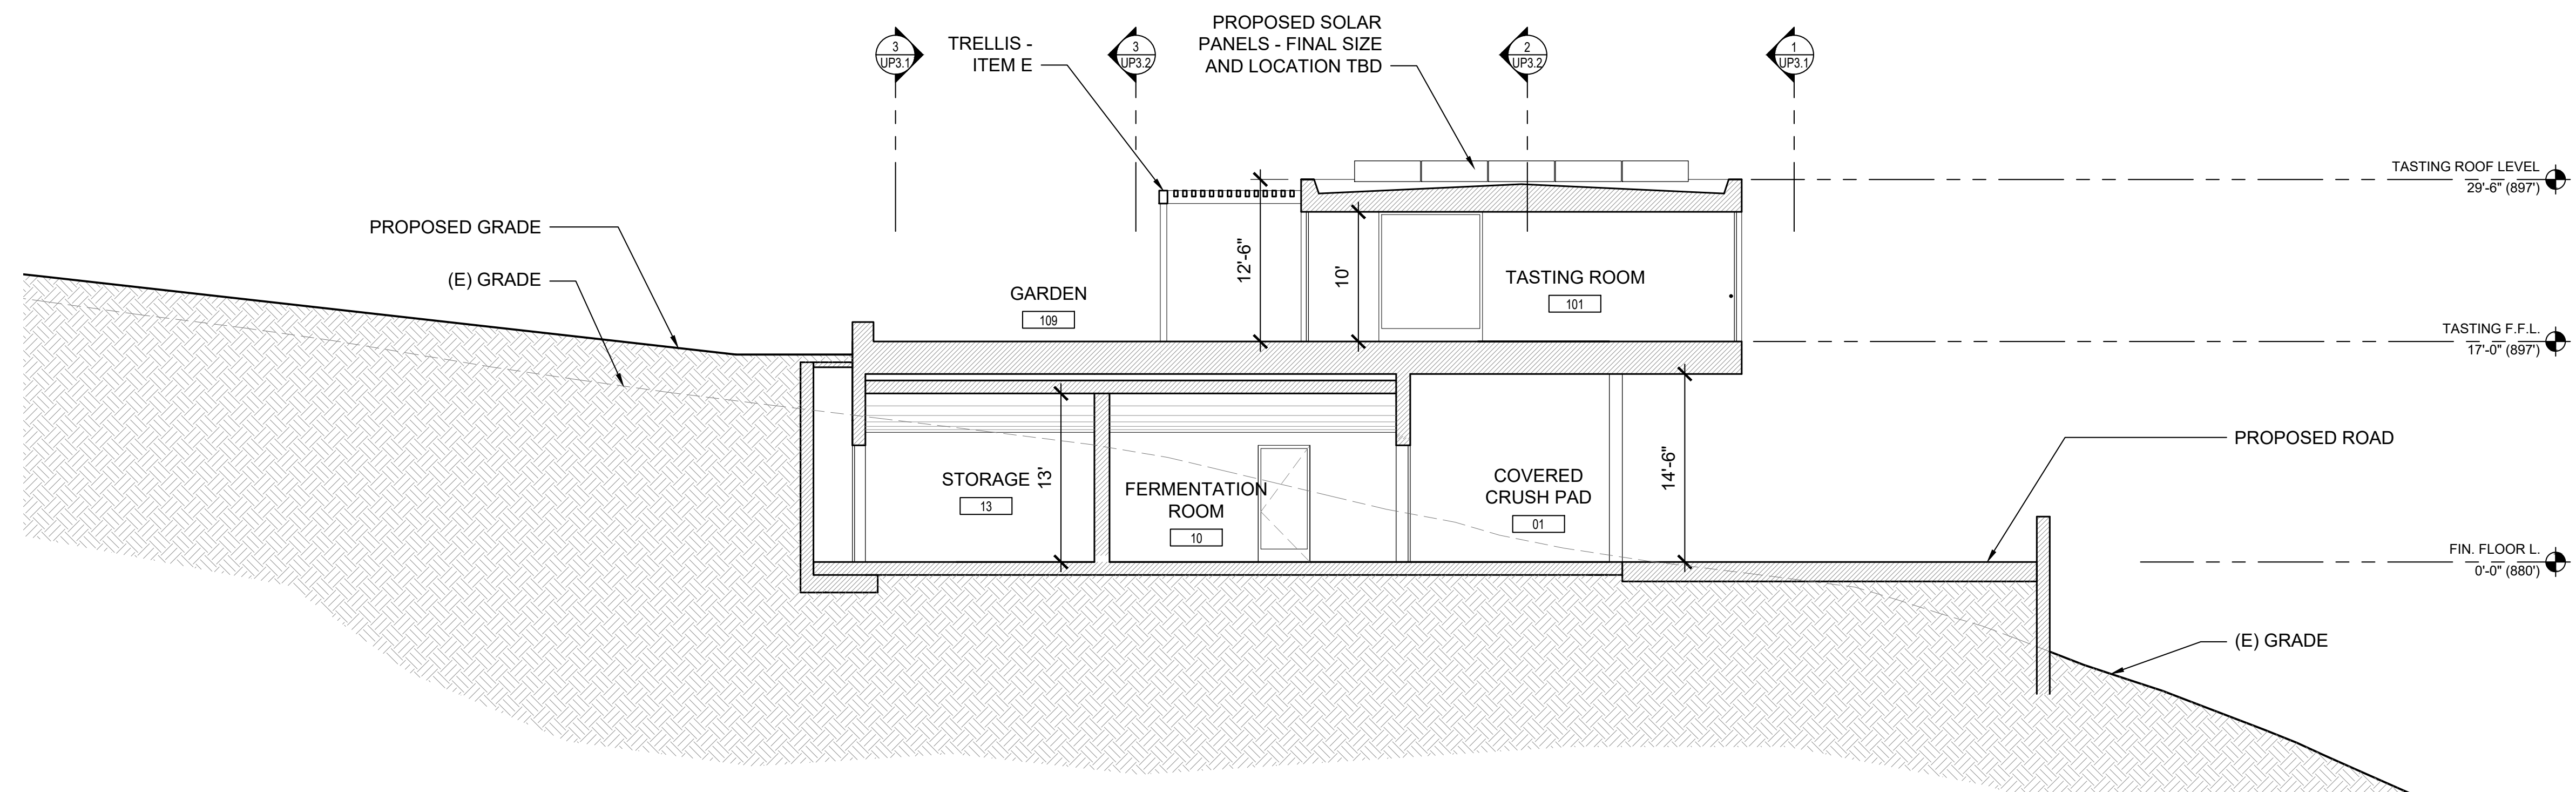 3
UP3.1
TRELLIS -
ITEM E
3
UP3.2
PROPOSED SOLAR
PANELS - FINAL SIZE
AND LOCATION TBD
2
UP3.2
1
UP3.1
TASTING ROOF LEVEL
29'-6" (897')
PROPOSED GRADE
(E) GRADE
GARDEN
109
12'-6"
10'
TASTING ROOM
101
TASTING F.F.L.
17'-0" (897')
STORAGE
13
13'
FERMENTATION
ROOM
10
COVERED
CRUSH PAD
01
14'-6"
PROPOSED ROAD
FIN. FLOOR L.
0'-0" (880')
(E) GRADE